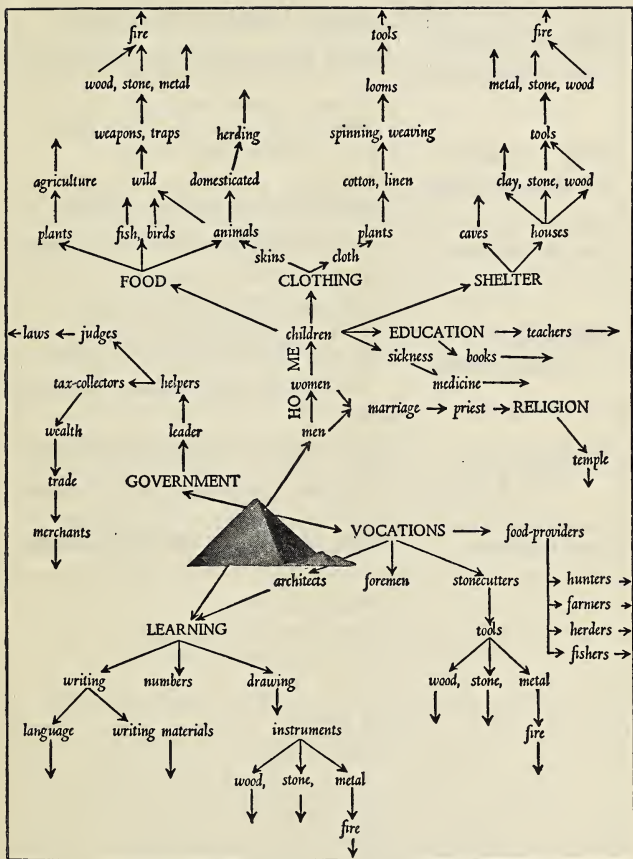 fire tools fire
wood, stone, metal looms metal, stone, wood
weapons, traps herding spinning, weaving tools
agriculture wild domesticated cotton, linen clay, stone, wood
plants fish, birds animals plants caves houses
skins cloth
FOOD CLOTHING SHELTER
laws judges children EDUCATION teachers
HOME
sickness books
tax-collectors helpers women medicine
wealth leader men marriage priest RELIGION
trade GOVERNMENT temple
merchants VOCATIONS food-providers
architects foremen stonecutters hunters
farmers
LEARNING tools herders
fishers
writing numbers drawing wood, stone, metal
language writing materials instruments fire
wood, stone, metal
fire